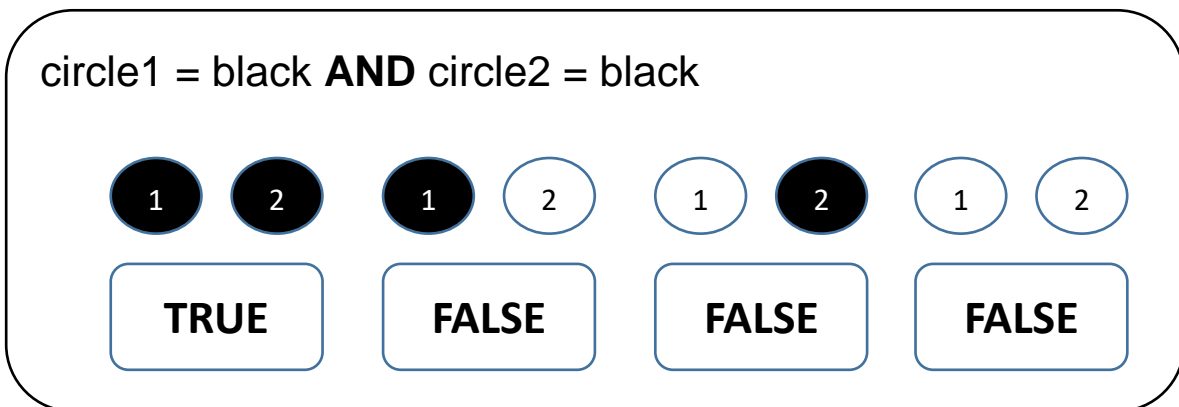 circle1 = black AND circle2 = black
1 2 1 2 1 2 1 2
TRUE FALSE FALSE FALSE